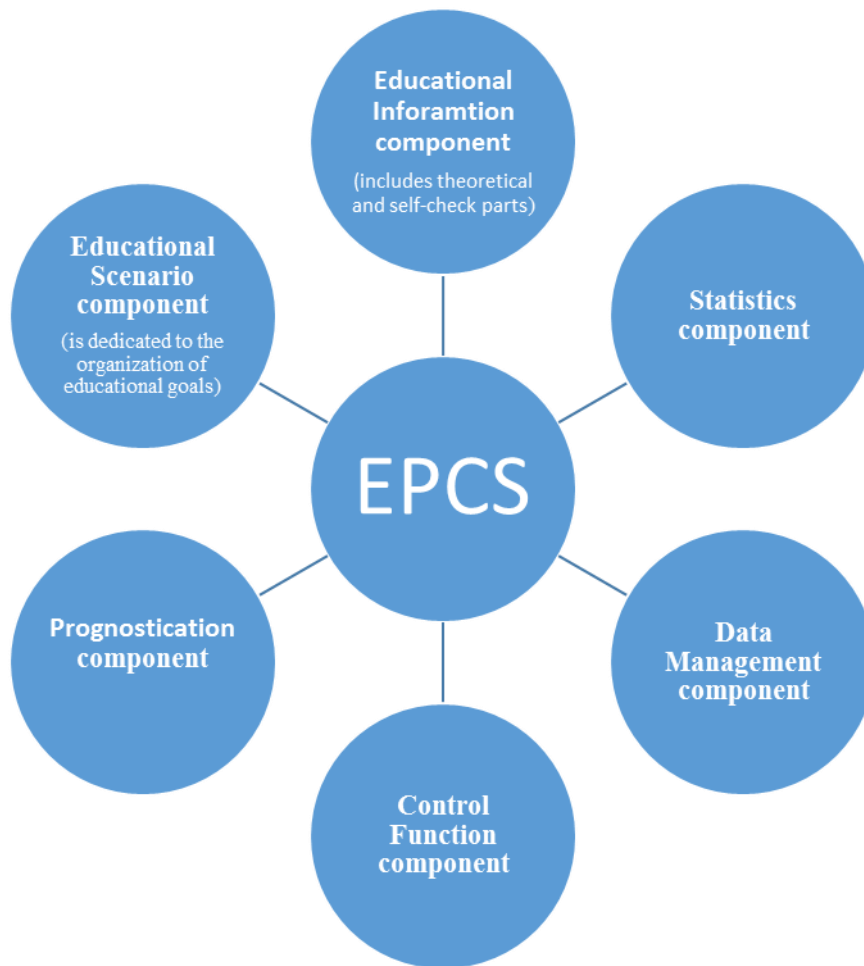 Educational
Inforamtion
component
(includes theoretical
and self-check parts)
Educational
Scenario
component
(is dedicated to the
organization of
educational goals)
Statistics
component
EPCS
Prognostication
component
Data
Management
component
Control
Function
component